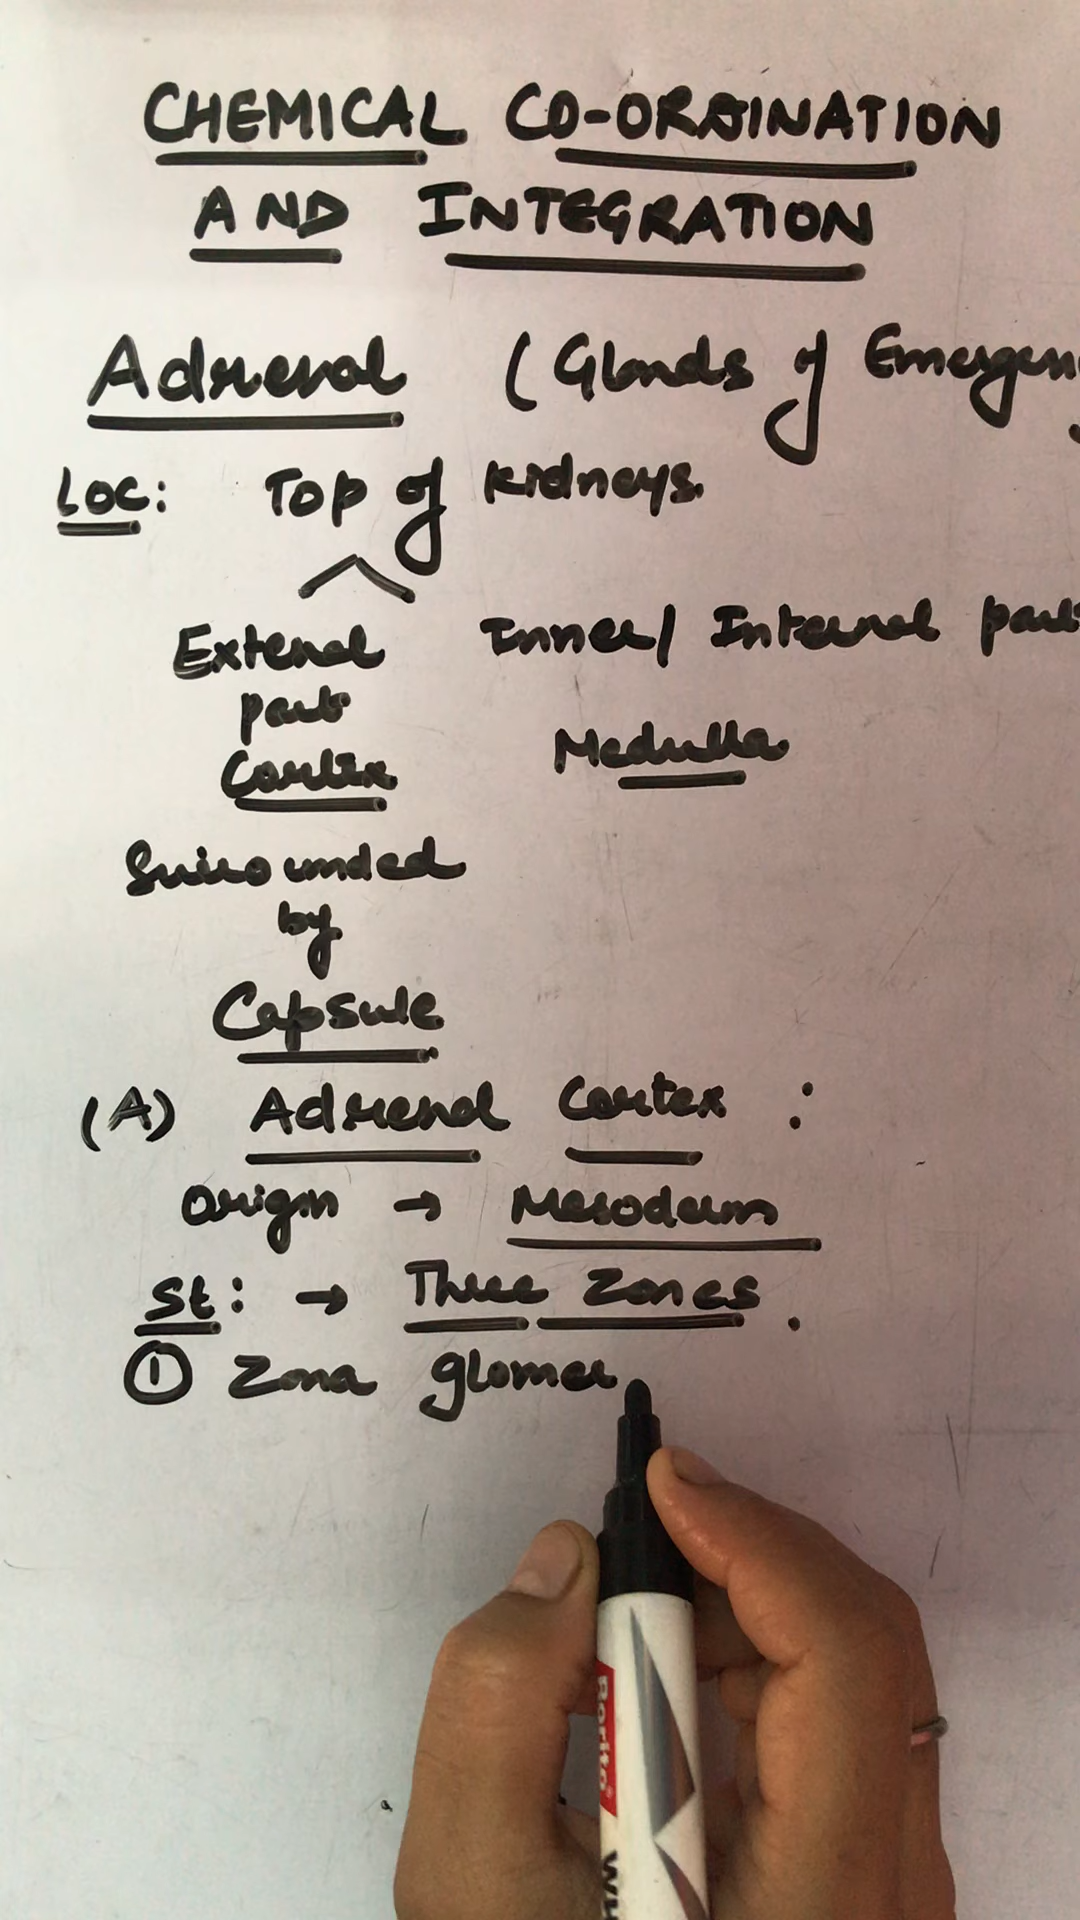 CHEMICAL CO-ORDINATION
AND INTEGRATION
Adrenal (Glands of Emergen
Loc: Top of kidneys.
External Inner/ Internal part
part
Cortex Medulla
Surrounded
by
Capsule
(A) Adrenal Cortex :
Origin → Mesoderm
St: → Three Zones.
① Zona glomer